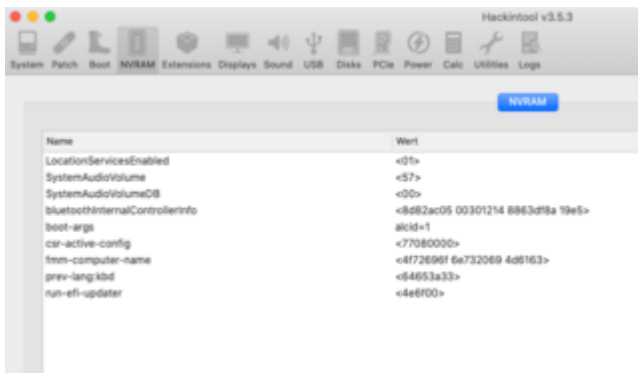 Hackintool v3.5.3
System Patch Boot NVRAM Extensions Displays Sound USB Disks PCIe Power Calc Utilities Logs
NVRAM
Name Wert
LocationServicesEnabled <01>
SystemAudioVolume <57>
SystemAudioVolumeDB <00>
bluetoothInternalControllerInfo <8d82ac05 00301214 8863df8a 19e5>
boot-args alcid=1
csr-active-config <77080000>
fmm-computer-name <4f72696f 6e732069 4d6163>
prev-lang:kbd <64653a33>
run-efi-updater <4e6f00>